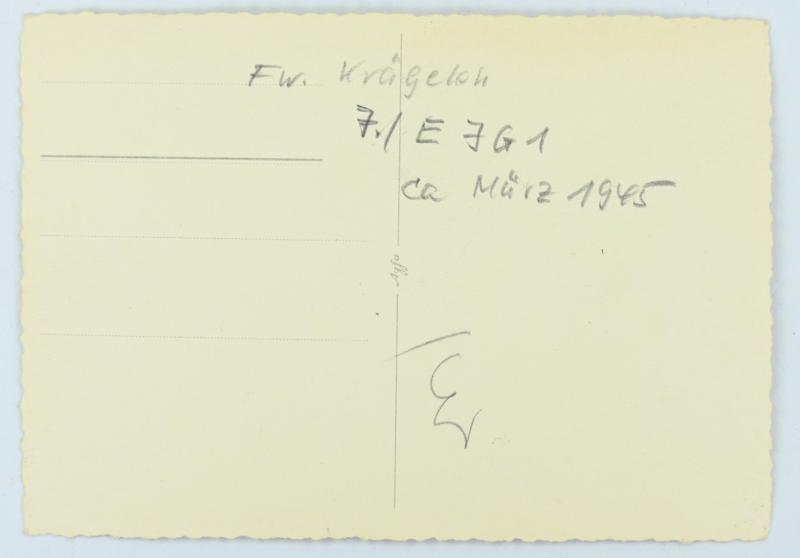 Fw. Krägeloh
7./ E JG 1
ca März 1945